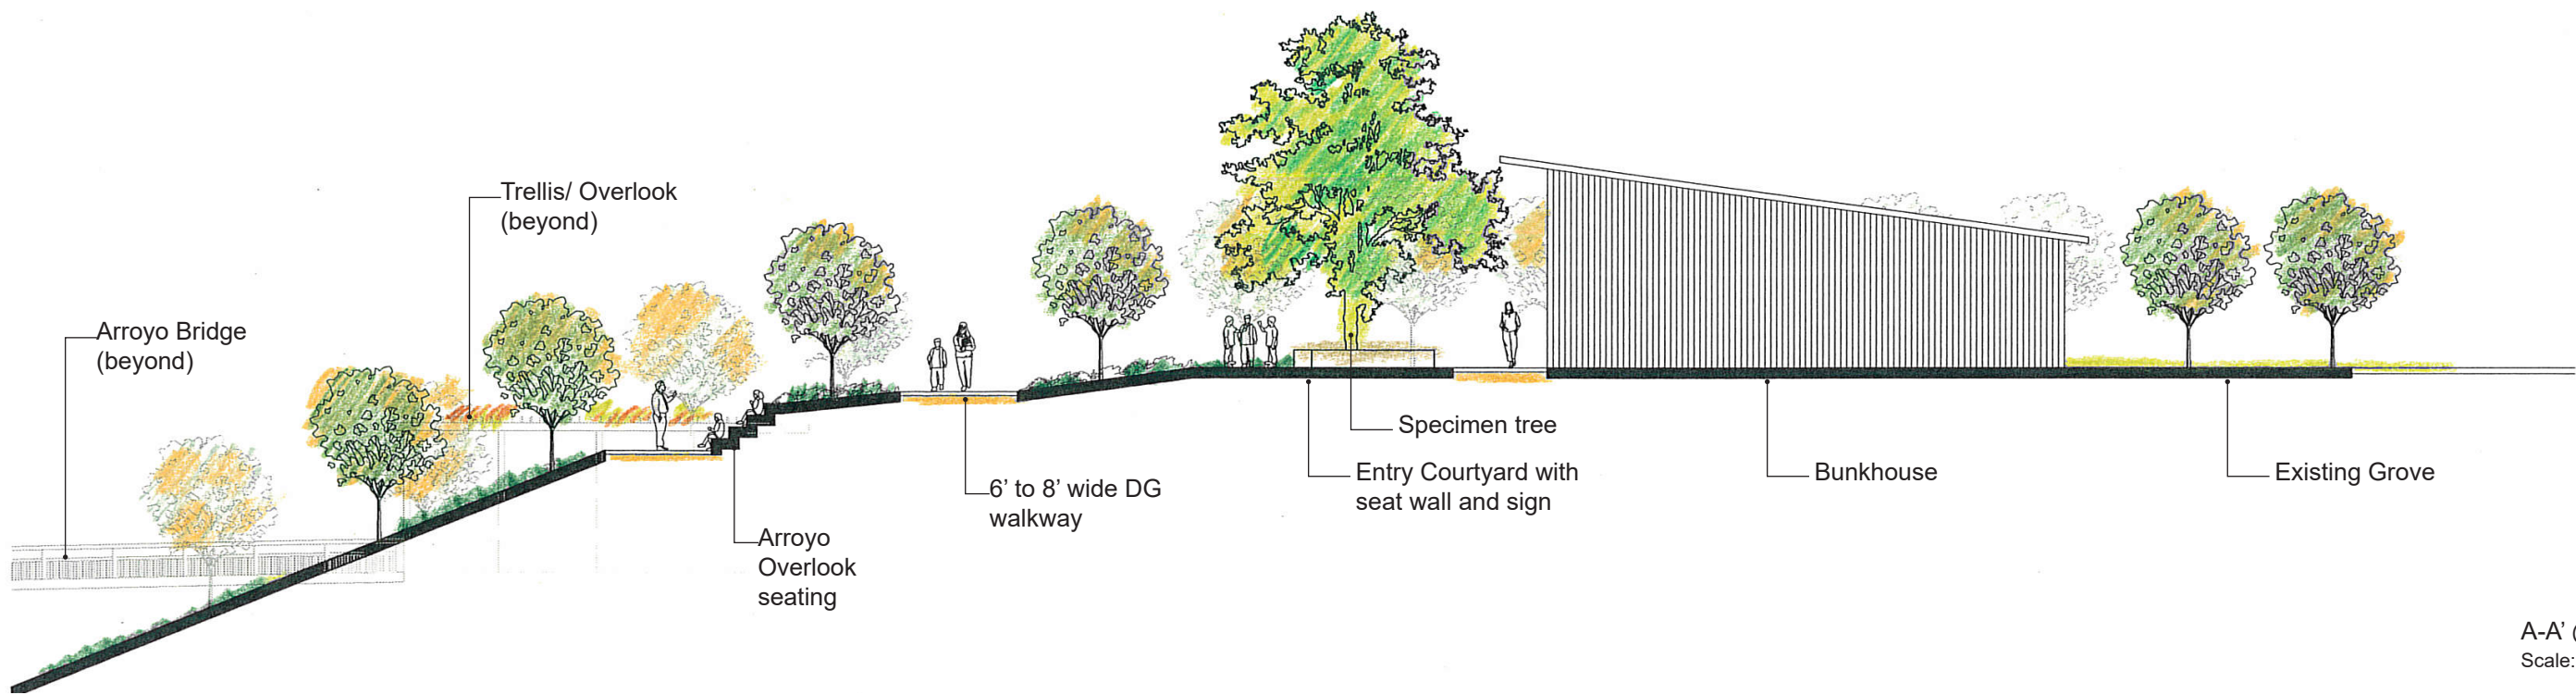 Trellis/ Overlook
(beyond)
Arroyo Bridge
(beyond)
Arroyo
Overlook
seating
6’ to 8’ wide DG
walkway
Specimen tree
Entry Courtyard with
seat wall and sign
Bunkhouse
Existing Grove
A-A’
Scale: